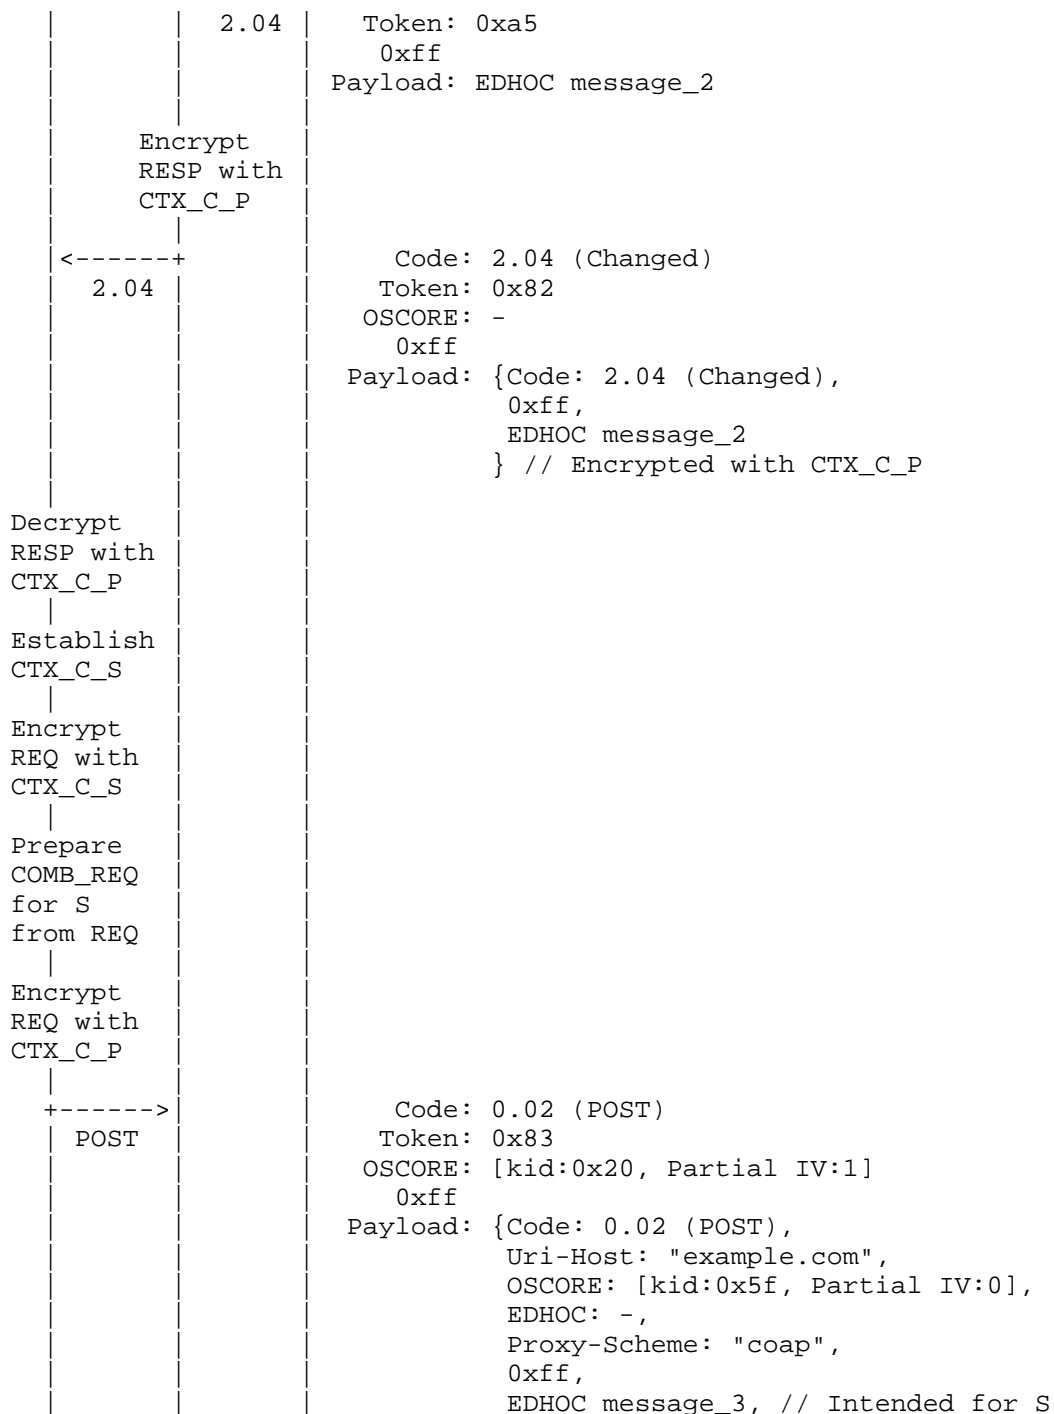 |       |  2.04 |   Token: 0xa5
|       |       |    0xff
|       |       | Payload: EDHOC message_2
|       |       |
|     Encrypt   |
|     RESP with |
|     CTX_C_P   |
|       |       |
|<------+       |     Code: 2.04 (Changed)
|  2.04 |       |    Token: 0x82
|       |       |   OSCORE: -
|       |       |     0xff
|       |       |  Payload: {Code: 2.04 (Changed),
|       |       |            0xff,
|       |       |            EDHOC message_2
|       |       |           } // Encrypted with CTX_C_P
|       |       |
Decrypt   |       |
RESP with |       |
CTX_C_P   |       |
|       |       |
Establish |       |
CTX_C_S   |       |
|       |       |
Encrypt   |       |
REQ with  |       |
CTX_C_S   |       |
|       |       |
Prepare   |       |
COMB_REQ  |       |
for S     |       |
from REQ  |       |
|       |       |
Encrypt   |       |
REQ with  |       |
CTX_C_P   |       |
|       |       |
+------>|       |     Code: 0.02 (POST)
| POST  |       |    Token: 0x83
|       |       |   OSCORE: [kid:0x20, Partial IV:1]
|       |       |     0xff
|       |       |  Payload: {Code: 0.02 (POST),
|       |       |            Uri-Host: "example.com",
|       |       |            OSCORE: [kid:0x5f, Partial IV:0],
|       |       |            EDHOC: -,
|       |       |            Proxy-Scheme: "coap",
|       |       |            0xff,
|       |       |            EDHOC message_3, // Intended for S